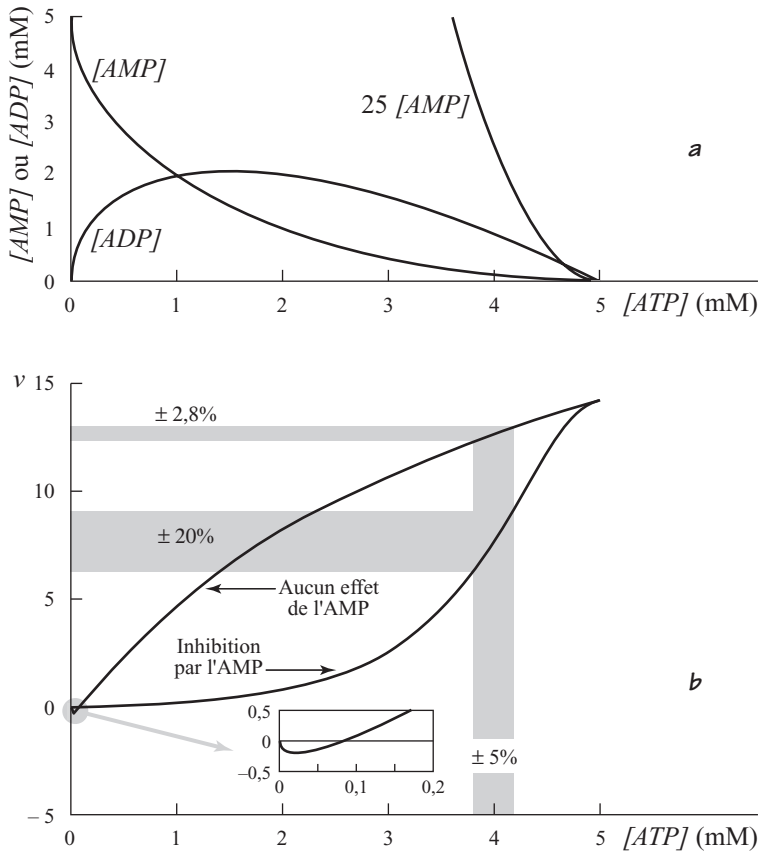 [AMP] ou [ADP] (mM)
5
4
3
2
1
0
[AMP]
25 [AMP]
[ADP]
a
0 1 2 3 4 5 [ATP] (mM)
v
15
10
5
0
– 5
± 2,8%
± 20%
Aucun effet
de l'AMP
Inhibition
par l'AMP
b
0,5
0
–0,5
0 0,1 0,2
± 5%
0 1 2 3 4 5 [ATP] (mM)